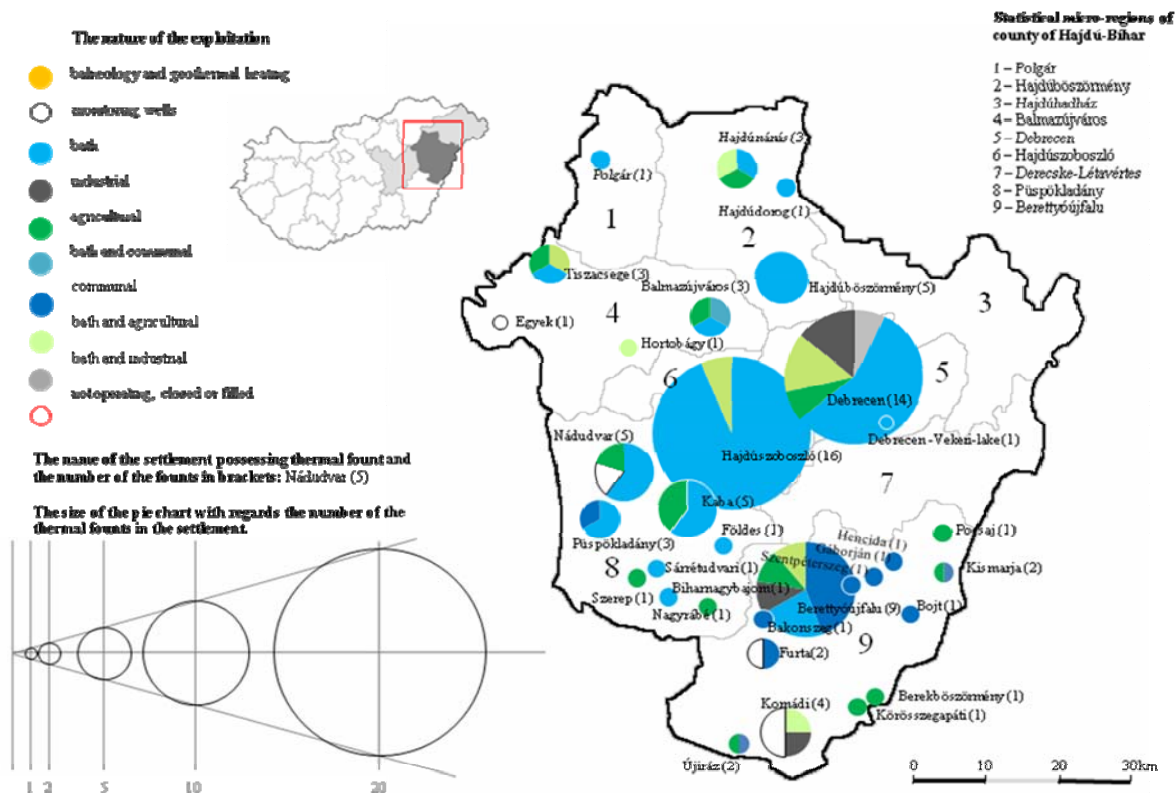 The nature of the exploitation
balneology and geothermal heating
monitoring wells
bath
industrial
agricultural
bath and communal
communal
bath and agricultural
bath and industrial
not operating, closed or filled
The name of the settlement possessing thermal fount and
the number of the founts in brackets: Nádudvar (5)
The size of the pie chart with regards the number of the
thermal founts in the settlement.
1 2 5 10 20
Statistical micro-regions of
county of Hajdú-Bihar
1 – Polgár
2 – Hajdúböszörmény
3 – Hajdúhadház
4 – Balmazújváros
5 – Debrecen
6 – Hajdúszoboszló
7 – Derecske-Létavértes
8 – Püspökladány
9 – Berettyóújfalu
Hajdúnánás (3)
Polgár (1)
Hajdúdorog (1)
1
2
3
Tiszacsege (3)
Balmazújváros (3)
Hajdúböszörmény (5)
4
Egyek (1)
Hortobágy (1)
6
5
Debrecen (14)
Debrecen-Vekeri-lake (1)
Nádudvar (5)
Hajdúszoboszló (16)
7
Kaba (5)
Földes (1)
Pocsaj (1)
Hencida (1)
Gáborján (1)
Szentpéterszeg (1)
Püspökladány (3)
8
Sárrétudvari (1)
Kismarja (2)
Biharnagybajom (1)
Szerep (1)
Nagyrábé (1)
Berettyóújfalu (9)
Bojt (1)
Bakonszeg (1)
9
Furta (2)
Komádi (4)
Berekböszörmény (1)
Körösszegapáti (1)
Újiráz (2)
0 10 20 30km